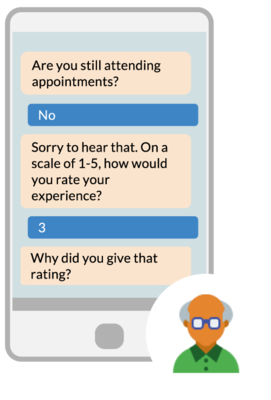 Are you still attending
appointments?
No
Sorry to hear that. On a
scale of 1-5, how would
you rate your
experience?
3
Why did you give that
rating?